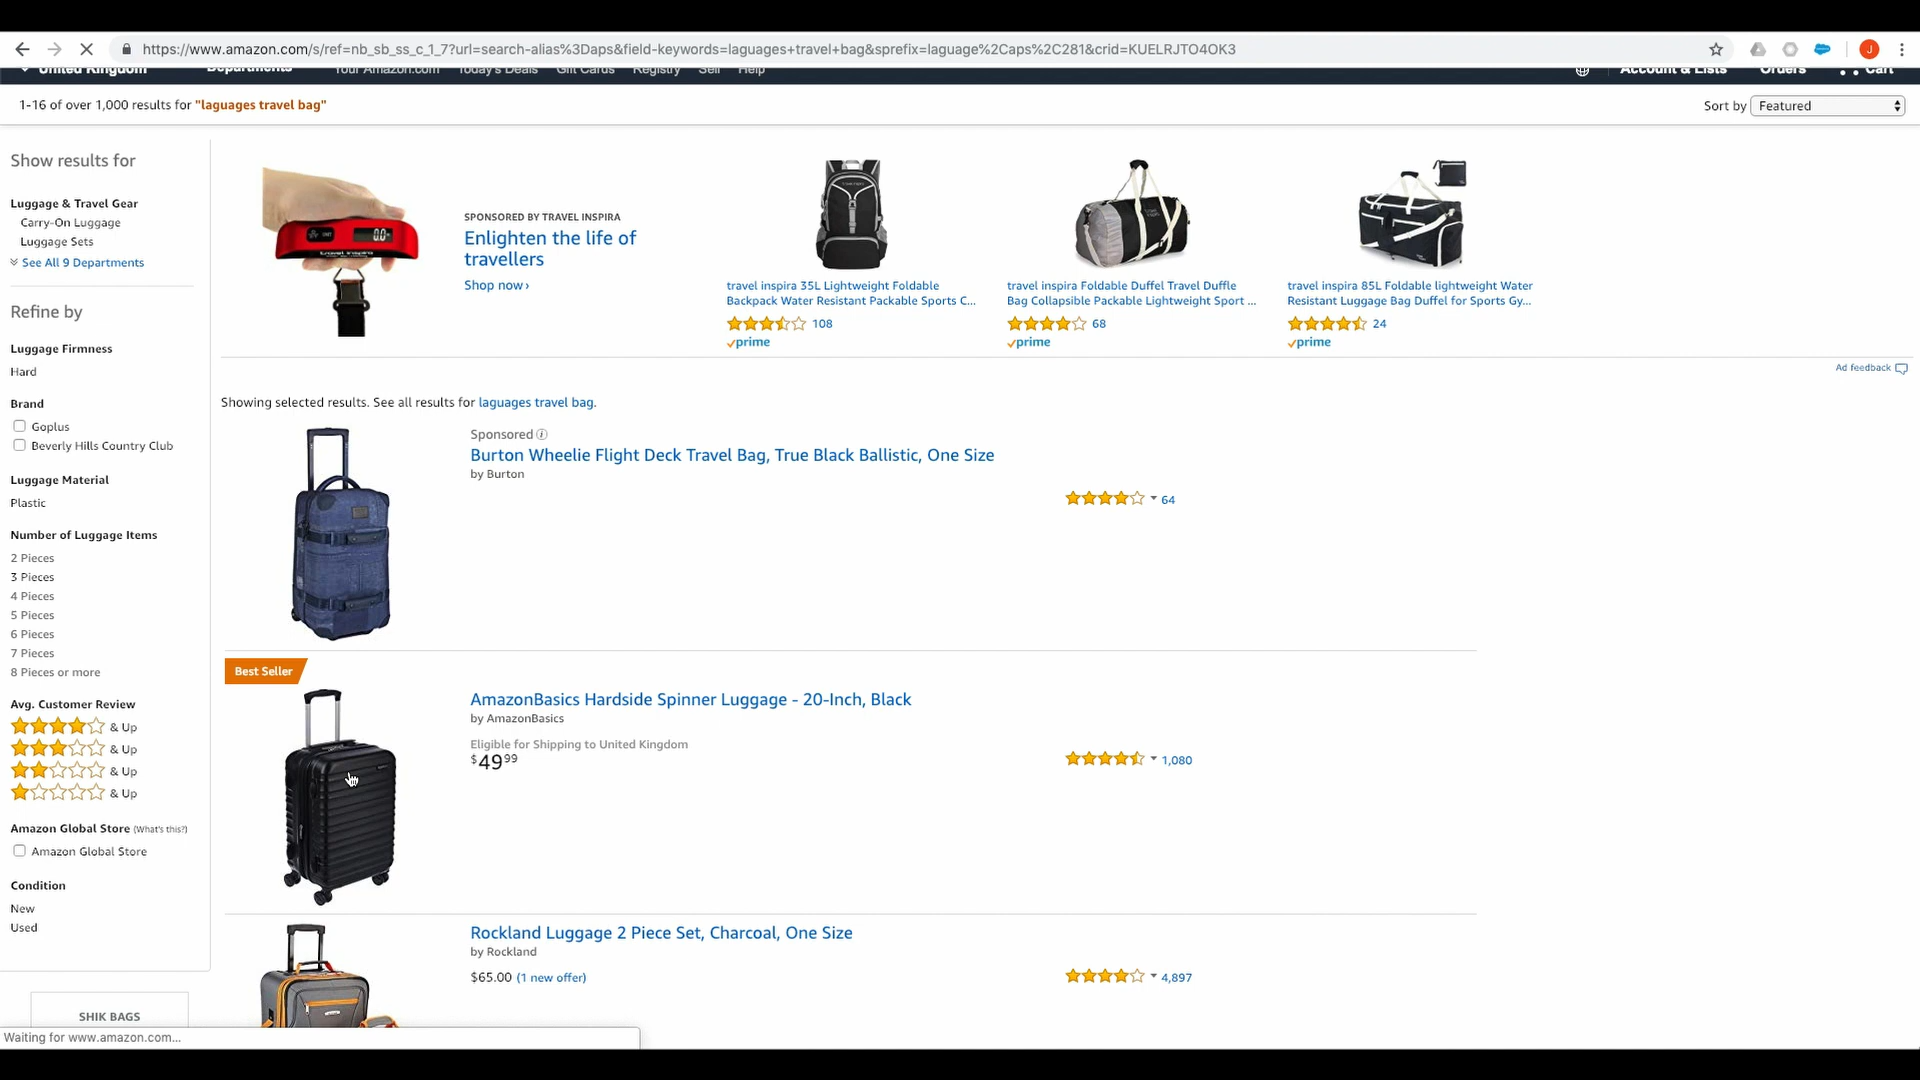 https://www.amazon.com/s/ref=nb_sb_ss_c_1_7?url=search-alias%3Daps&field-keywords=laguages+travel+bag&sprefix=laguage%2Caps%2C281&crid=KUELRJTO4OK3
J
United Kingdom Departments Your Amazon.com Today's Deals Gift Cards Registry Sell Help Account & Lists Orders Cart
1-16 of over 1,000 results for "laguages travel bag"
Sort by Featured
Show results for
Luggage & Travel Gear
Carry-On Luggage
Luggage Sets
See All 9 Departments
Refine by
Luggage Firmness
Hard
Brand
Goplus
Beverly Hills Country Club
Luggage Material
Plastic
Number of Luggage Items
2 Pieces
3 Pieces
4 Pieces
5 Pieces
6 Pieces
7 Pieces
8 Pieces or more
Avg. Customer Review
& Up
& Up
& Up
& Up
Amazon Global Store (What's this?)
Amazon Global Store
Condition
New
Used
SHIK BAGS
travel inspira
SPONSORED BY TRAVEL INSPIRA
Enlighten the life of
travellers
Shop now ›
travel inspira 35L Lightweight Foldable
Backpack Water Resistant Packable Sports C...
108
prime
travel inspira Foldable Duffel Travel Duffle
Bag Collapsible Packable Lightweight Sport ...
68
prime
travel inspira 85L Foldable lightweight Water
Resistant Luggage Bag Duffel for Sports Gy...
24
prime
Ad feedback
Showing selected results. See all results for laguages travel bag.
Sponsored
Burton Wheelie Flight Deck Travel Bag, True Black Ballistic, One Size
by Burton
64
Best Seller
AmazonBasics Hardside Spinner Luggage - 20-Inch, Black
by AmazonBasics
Eligible for Shipping to United Kingdom
$49 99
1,080
Rockland Luggage 2 Piece Set, Charcoal, One Size
by Rockland
$65.00 (1 new offer)
4,897
Waiting for www.amazon.com...